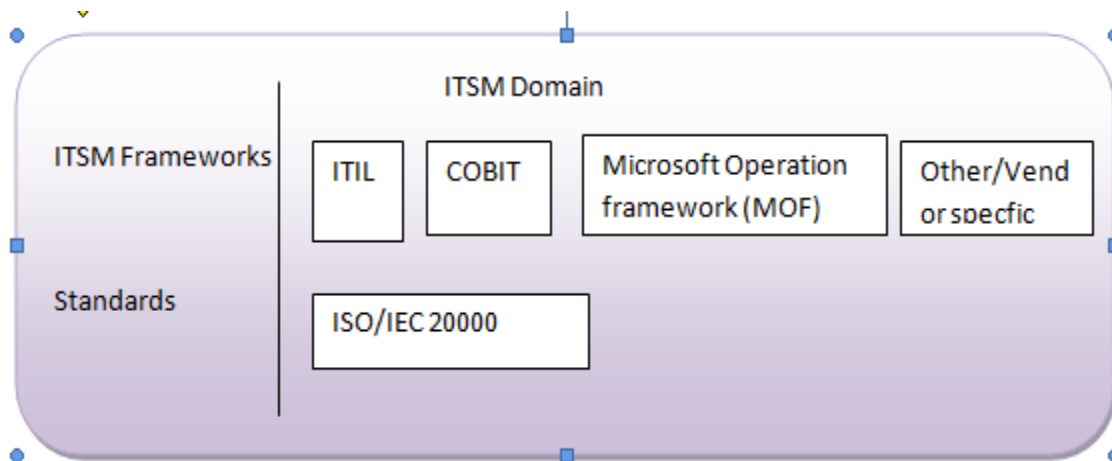 ITSM Domain
ITSM Frameworks
ITIL
COBIT
Microsoft Operation
framework (MOF)
Other/Vend
or specfic
Standards
ISO/IEC 20000